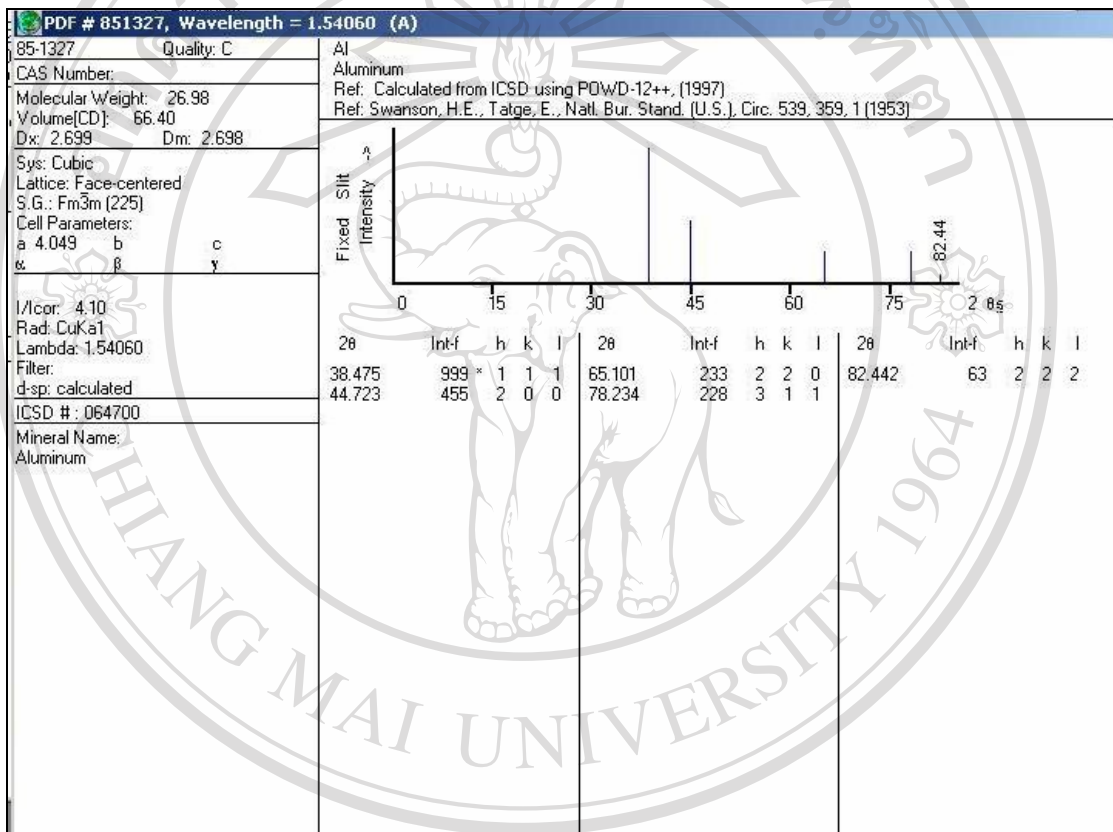 PDF # 851327, Wavelength = 1.54060 (A)
85-1327 Quality: C
CAS Number:
Molecular Weight: 26.98
Volume[CD]: 66.40
Dx: 2.699 Dm: 2.698
Sys: Cubic
Lattice: Face-centered
S.G.: Fm3̄m (225)
Cell Parameters:
a 4.049 b c
α β γ
I/Icor: 4.10
Rad: CuKa1
Lambda: 1.54060
Filter:
d-sp: calculated
ICSD # : 064700
Mineral Name:
Aluminum
Al
Aluminum
Ref: Calculated from ICSD using POWD-12++, (1997)
Ref: Swanson, H.E., Tatge, E., Natl. Bur. Stand. (U.S.), Circ. 539, 359, 1 (1953)
Fixed Slit
Intensity ->
82.44
0 15 30 45 60 75 2 θ
2θ Int-f h k l 2θ Int-f h k l 2θ Int-f h k l
38.475 999 * 1 1 1 65.101 233 2 2 0 82.442 63 2 2 2
44.723 455 2 0 0 78.234 228 3 1 1
CHIANG MAI UNIVERSITY 1964